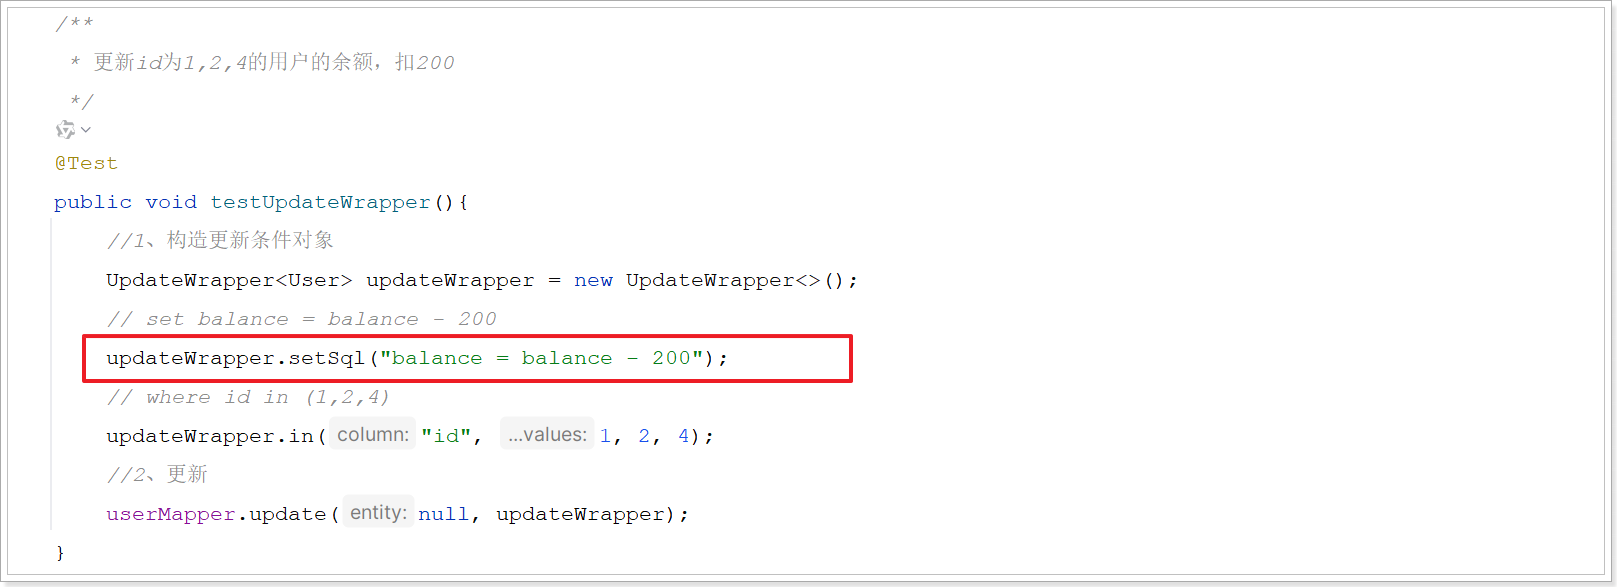 /**
* 更新id为1,2,4的用户的余额，扣200
*/
@Test
public void testUpdateWrapper(){
//1、构造更新条件对象
UpdateWrapper<User> updateWrapper = new UpdateWrapper<>();
// set balance = balance - 200
updateWrapper.setSql("balance = balance - 200");
// where id in (1,2,4)
updateWrapper.in( column: "id", ...values: 1, 2, 4);
//2、更新
userMapper.update( entity: null, updateWrapper);
}